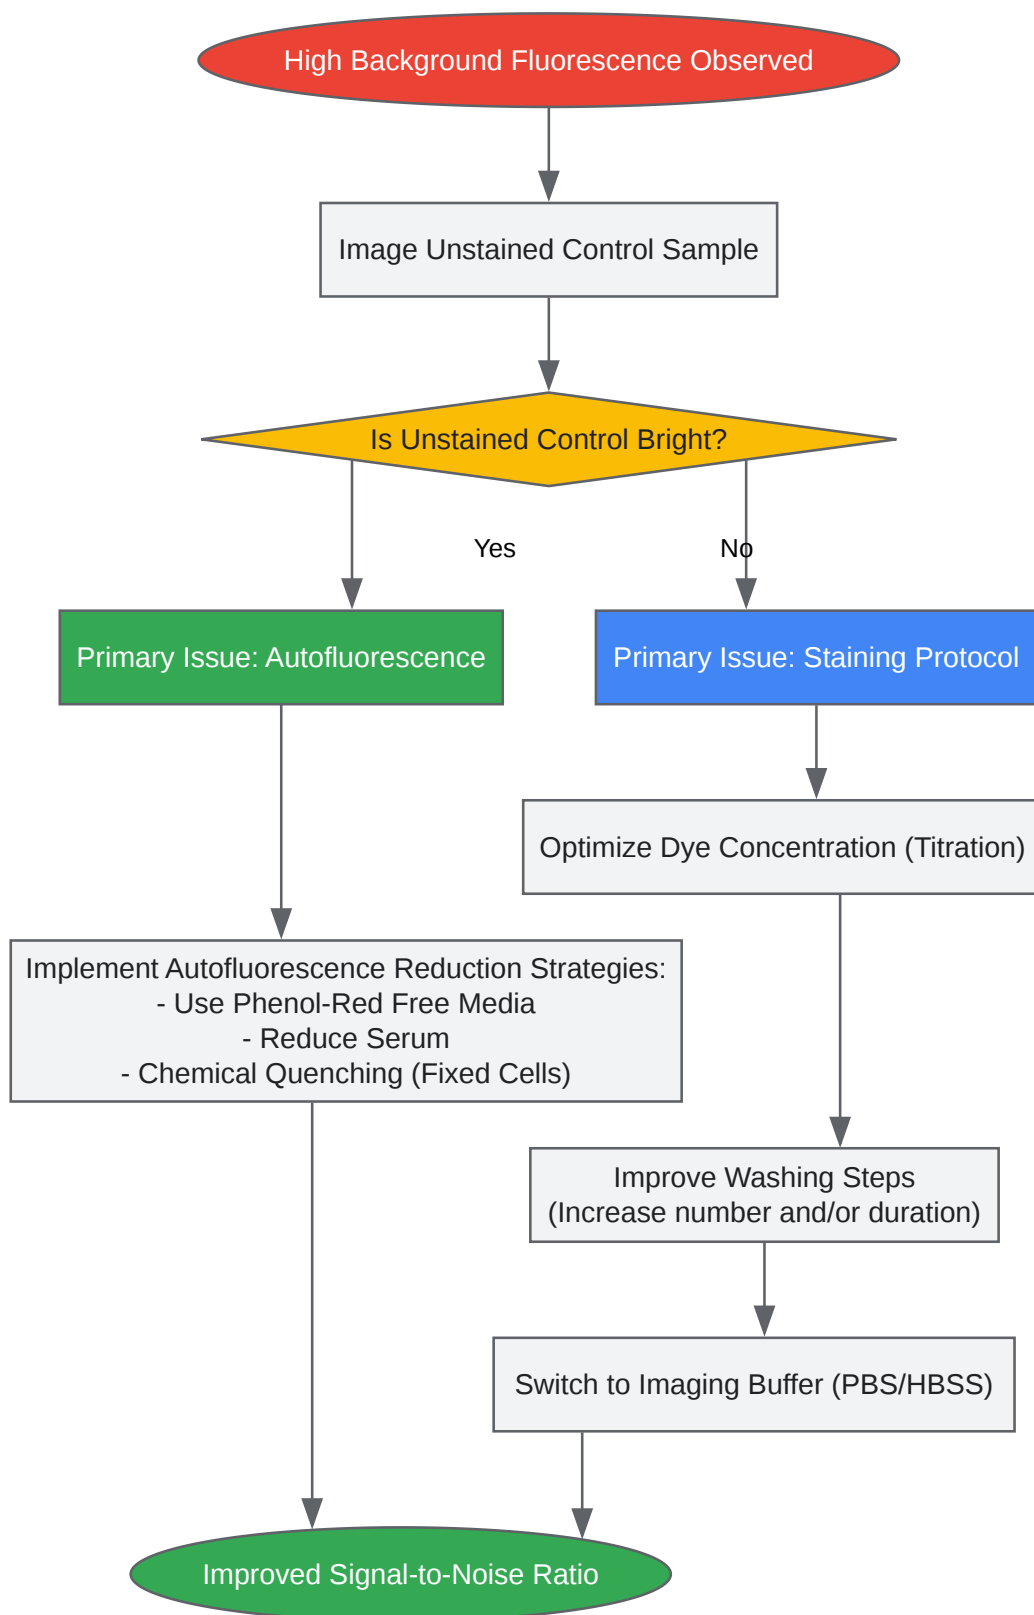 High Background Fluorescence Observed
Image Unstained Control Sample
Is Unstained Control Bright?
Yes
No
Primary Issue: Autofluorescence
Primary Issue: Staining Protocol
Optimize Dye Concentration (Titration)
Implement Autofluorescence Reduction Strategies:
- Use Phenol-Red Free Media
- Reduce Serum
- Chemical Quenching (Fixed Cells)
Improve Washing Steps
(Increase number and/or duration)
Switch to Imaging Buffer (PBS/HBSS)
Improved Signal-to-Noise Ratio